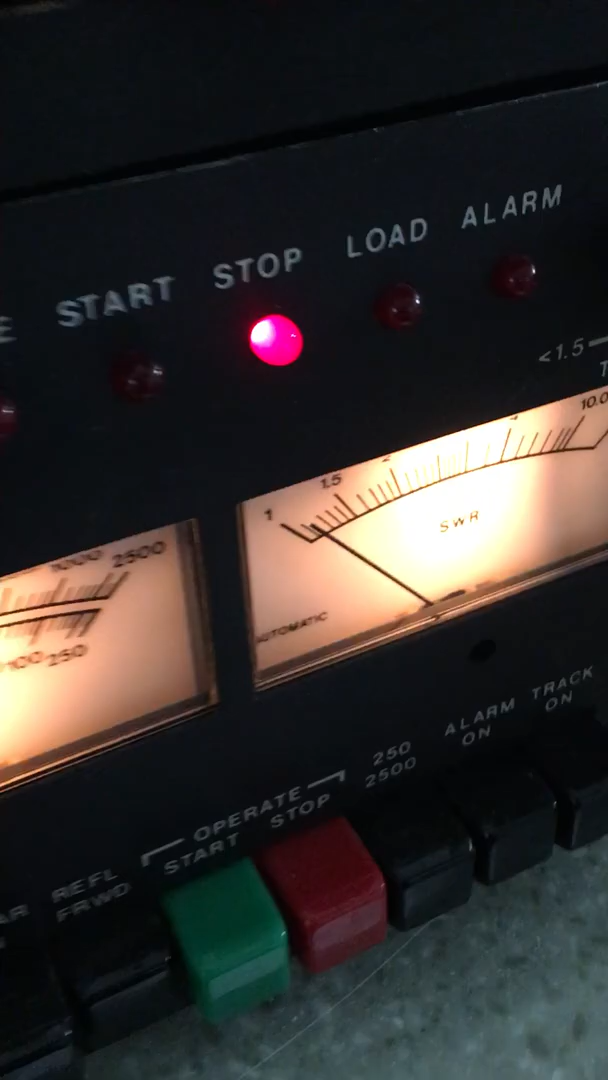 START STOP LOAD ALARM
<1.5
1000 2500
100 250
1 1.5 2 4 10.0
SWR
AUTOMATIC
REFL
FRWD
OPERATE
START STOP
250
2500
ALARM
ON
TRACK
ON